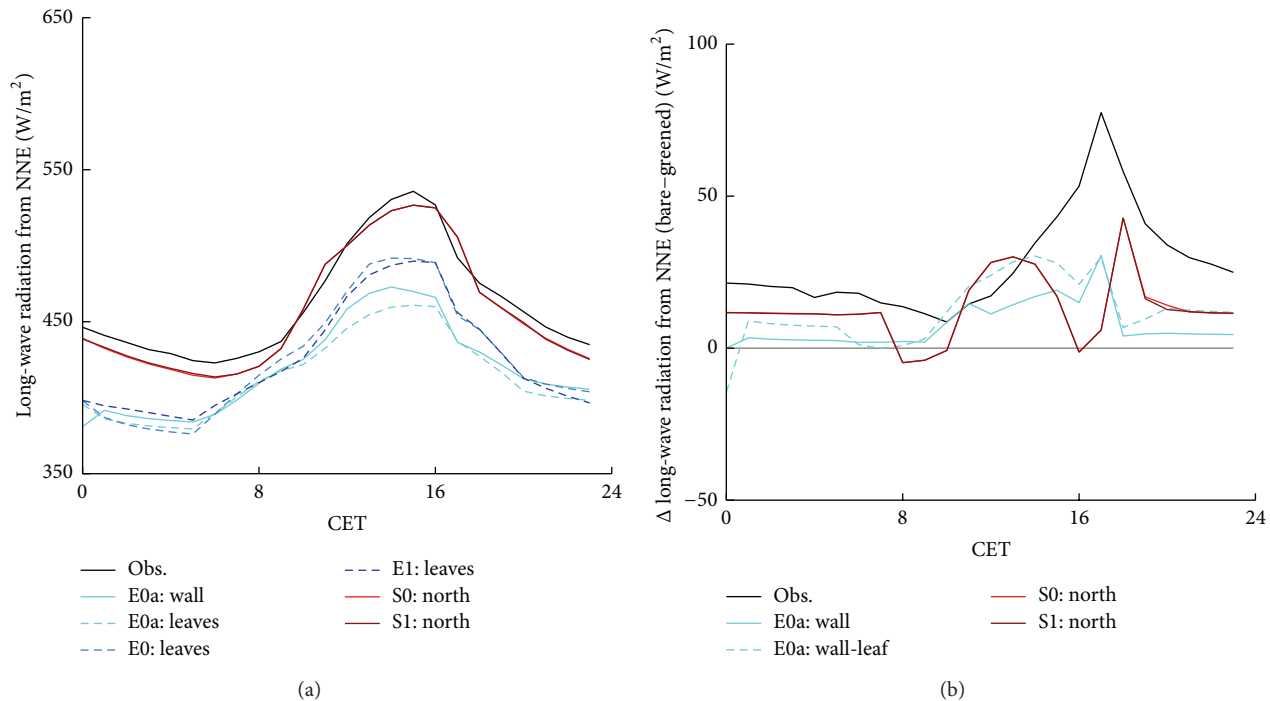 650
550
450
350
Long-wave radiation from NNE (W/m²)
0
8
16
24
CET
Obs.
E0a: wall
E0a: leaves
E0: leaves
E1: leaves
S0: north
S1: north
(a)
100
50
0
−50
Δ long-wave radiation from NNE (bare−greened) (W/m²)
0
8
16
24
CET
Obs.
E0a: wall
E0a: wall-leaf
S0: north
S1: north
(b)